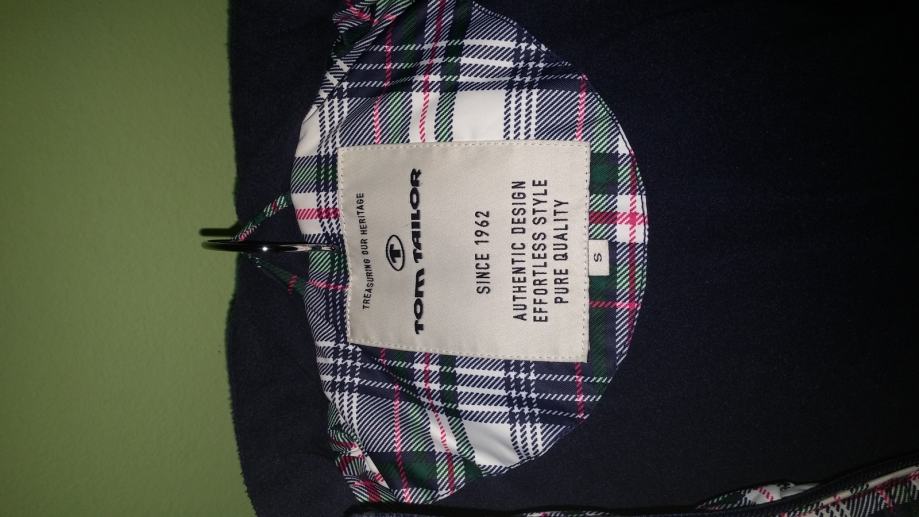 TREASURING OUR HERITAGE
T
TOM TAILOR
SINCE 1962
AUTHENTIC DESIGN
EFFORTLESS STYLE
PURE QUALITY
S